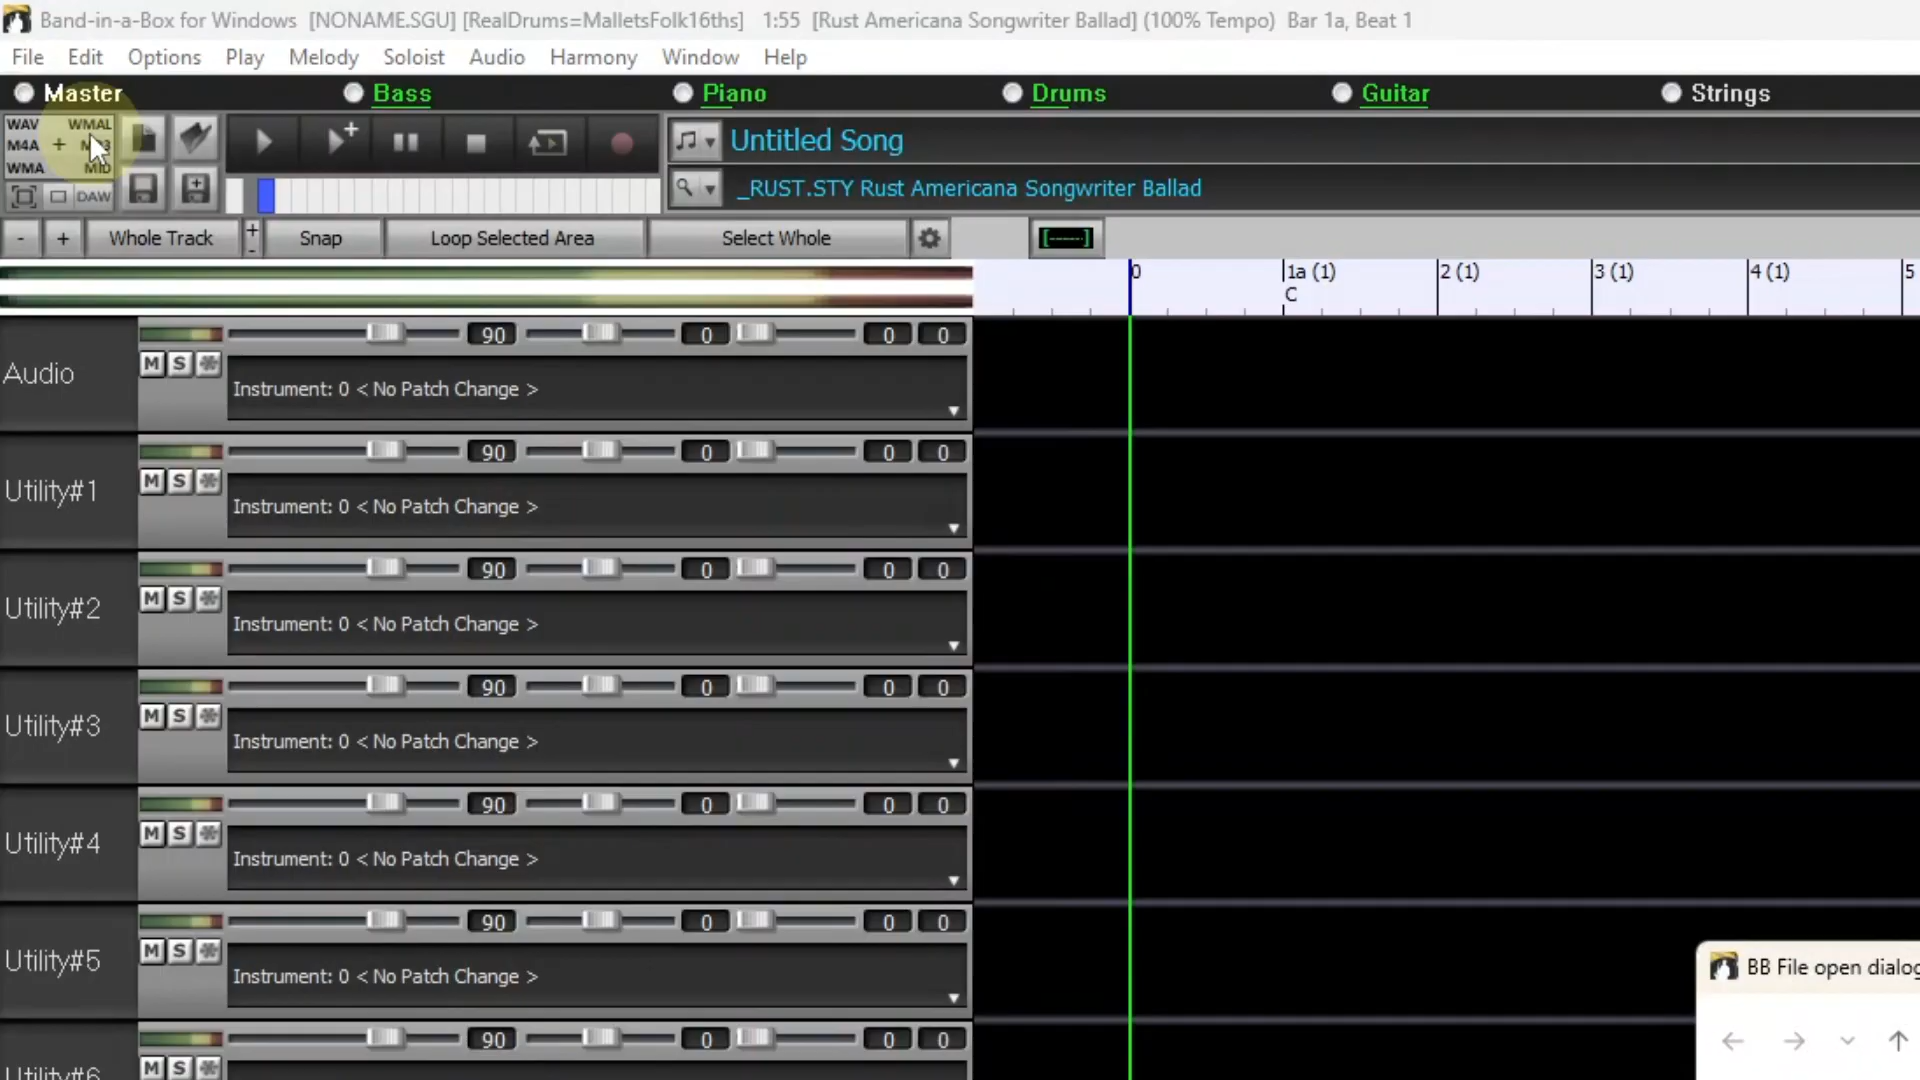 Band-in-a-Box for Windows [NONAME.SGU] [RealDrums=MalletsFolk16ths] 1:55 [Rust Americana Songwriter Ballad] (100% Tempo) Bar 1a, Beat 1
File Edit Options Play Melody Soloist Audio Harmony Window Help
Master Bass Piano Drums Guitar Strings
WAV WMAL
M4A +
WMA MID
DAW
Untitled Song
_RUST.STY Rust Americana Songwriter Ballad
- + Whole Track + - Snap Loop Selected Area Select Whole [-----]
0 1a (1) 2 (1) 3 (1) 4 (1) 5
C
90 0 0 0
Audio M S
Instrument: 0 < No Patch Change >
90 0 0 0
Utility#1 M S
Instrument: 0 < No Patch Change >
90 0 0 0
Utility#2 M S
Instrument: 0 < No Patch Change >
90 0 0 0
Utility#3 M S
Instrument: 0 < No Patch Change >
90 0 0 0
Utility#4 M S
Instrument: 0 < No Patch Change >
90 0 0 0
Utility#5 M S
Instrument: 0 < No Patch Change >
BB File open dialog
90 0 0 0
Utility#6 M S